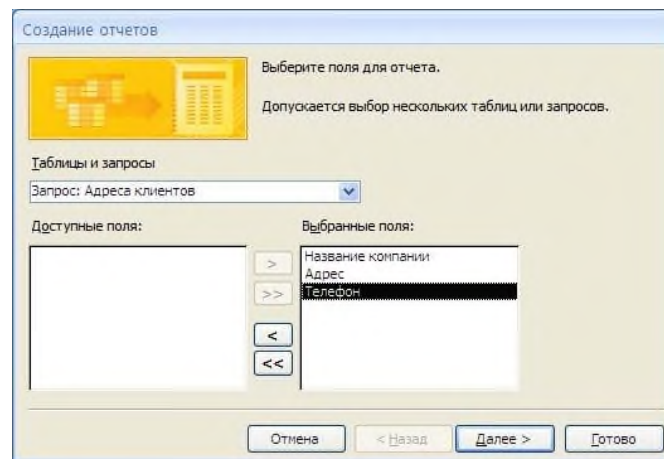 Создание отчетов
Выберите поля для отчета.
Допускается выбор нескольких таблиц или запросов.
Таблицы и запросы
Запрос: Адреса клиентов
Доступные поля:
Выбранные поля:
Название компании
Адрес
Телефон
>
>>
<
<<
Отмена
< Назад
Далее >
Готово